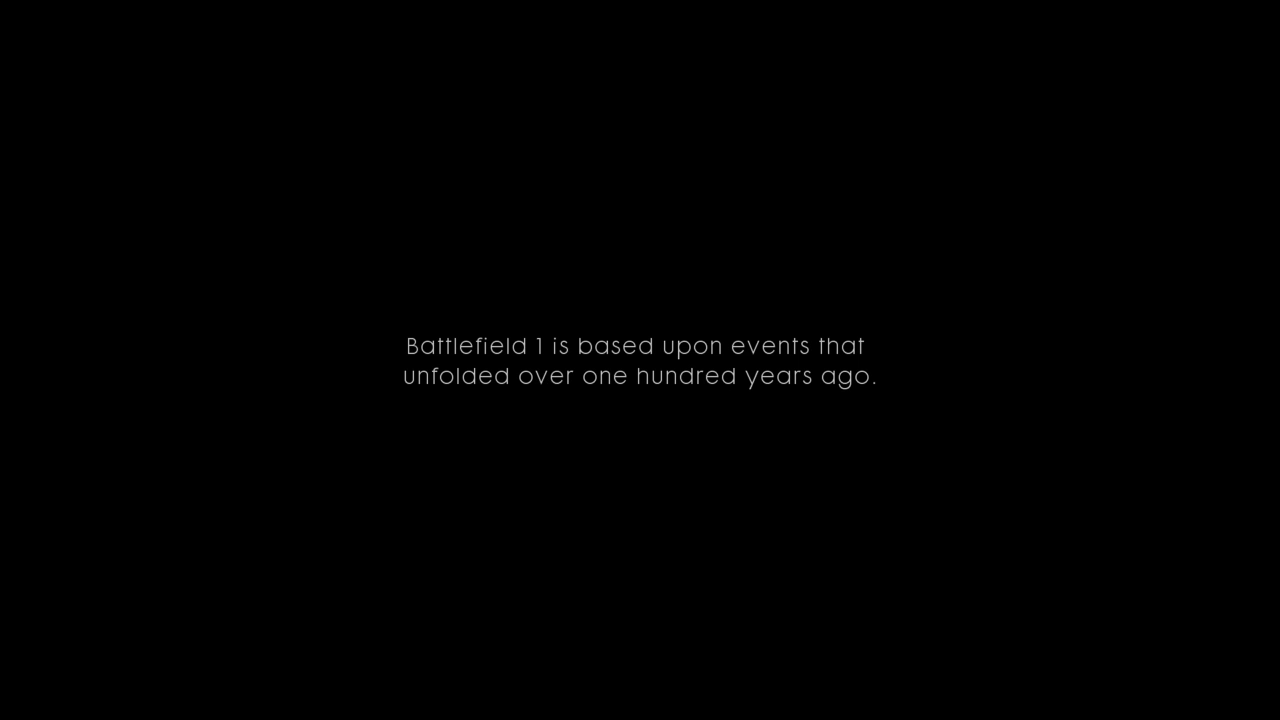 Battlefield 1 is based upon events that
unfolded over one hundred years ago.